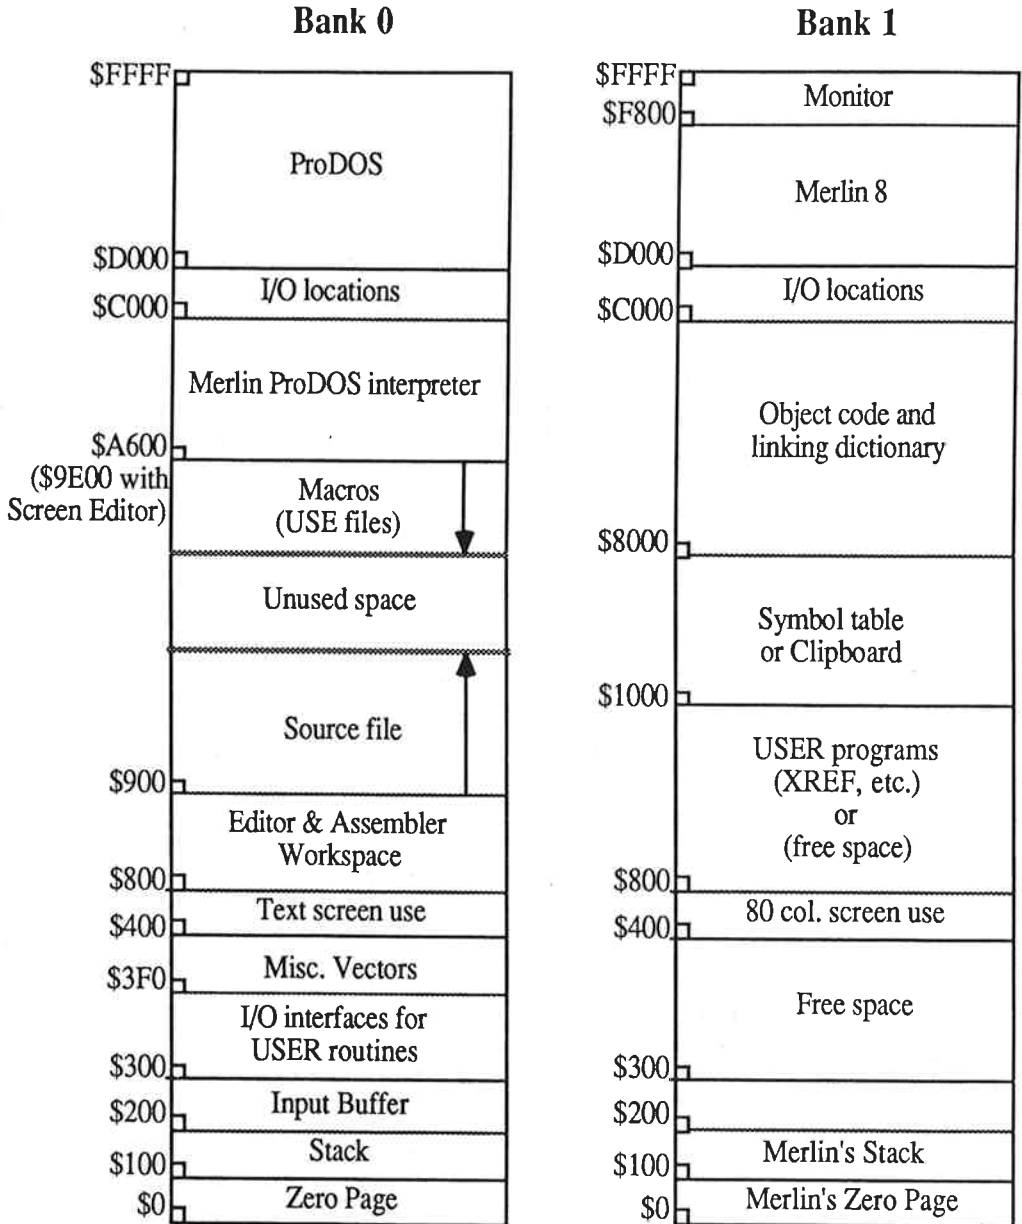 Bank 0
$FFFF
ProDOS
$D000
I/O locations
$C000
Merlin ProDOS interpreter
$A600
($9E00 with
Screen Editor)
Macros
(USE files)
Unused space
Source file
$900
Editor & Assembler
Workspace
$800
Text screen use
$400
Misc. Vectors
$3F0
I/O interfaces for
USER routines
$300
Input Buffer
$200
Stack
$100
Zero Page
$0
Bank 1
$FFFF
Monitor
$F800
Merlin 8
$D000
I/O locations
$C000
Object code and
linking dictionary
$8000
Symbol table
or Clipboard
$1000
USER programs
(XREF, etc.)
or
(free space)
$800
80 col. screen use
$400
Free space
$300
$200
Merlin's Stack
$100
Merlin's Zero Page
$0